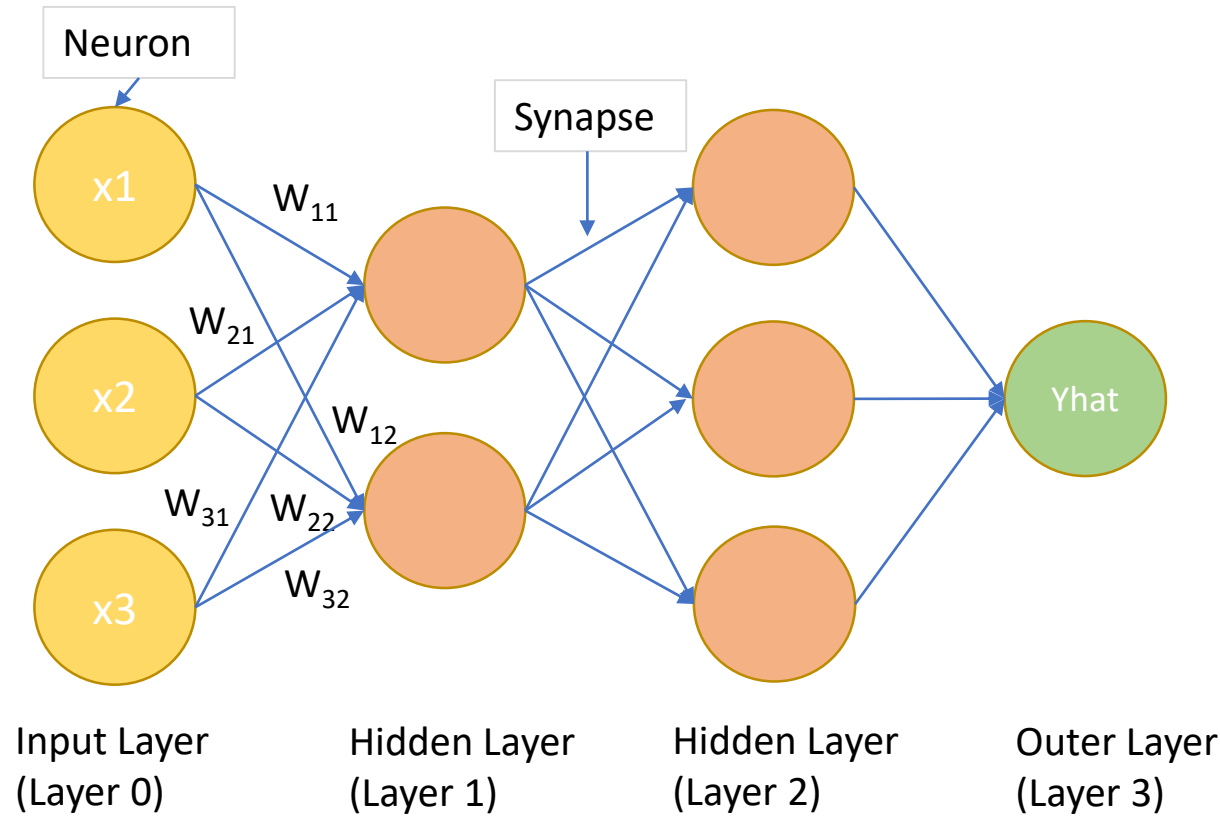 Neuron
Synapse
x1
W11
W21
x2
Yhat
W12
W31
W22
W32
x3
Input Layer
(Layer 0)
Hidden Layer
(Layer 1)
Hidden Layer
(Layer 2)
Outer Layer
(Layer 3)